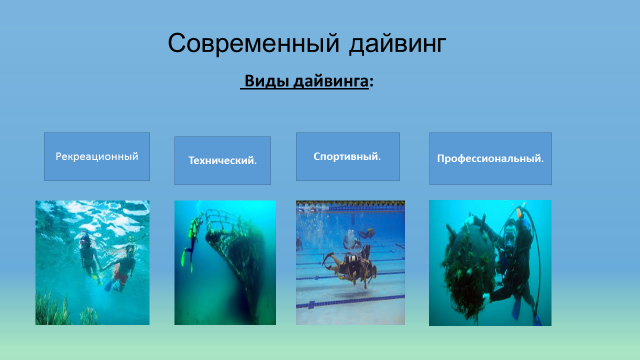 Современный дайвинг
Виды дайвинга:
Рекреационный
Технический.
Спортивный.
Профессиональный.